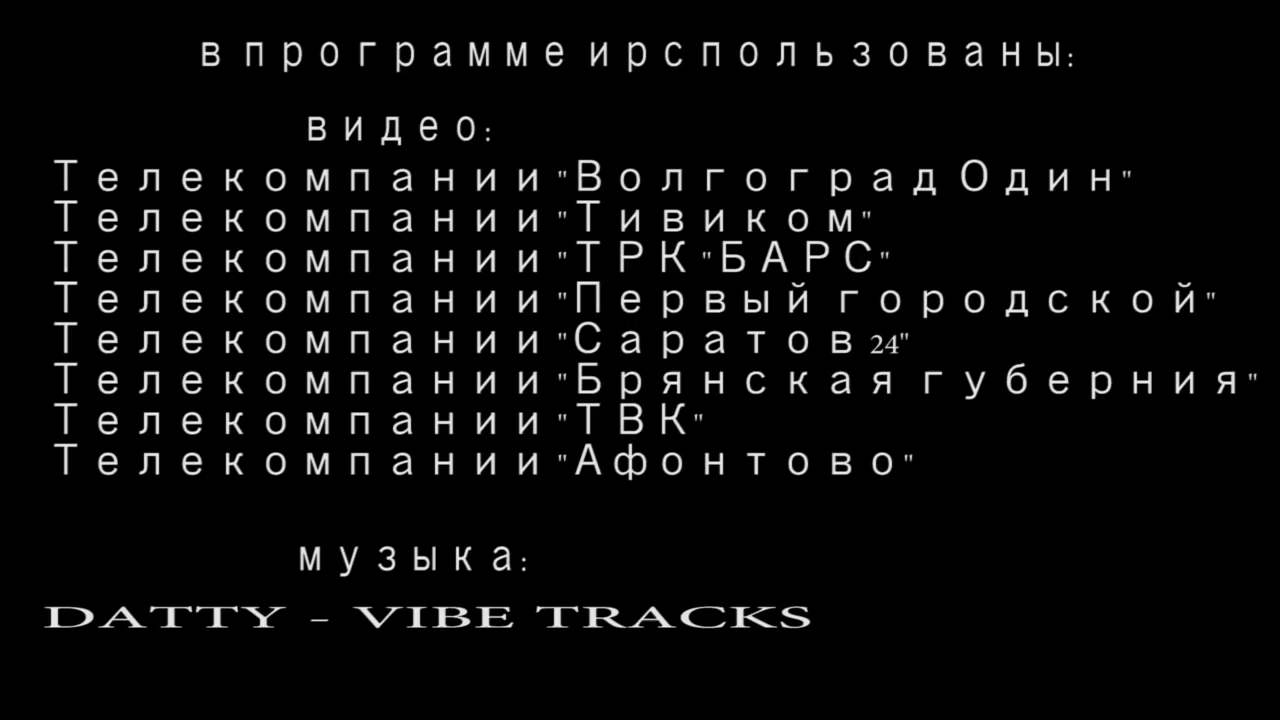 в программе ирспользованы:
видео:
Телекомпании "Волгоград Один"
Телекомпании "Тивиком"
Телекомпании "ТРК "БАРС"
Телекомпании "Первый городской"
Телекомпании "Саратов 24"
Телекомпании "Брянская губерния"
Телекомпании "ТВК"
Телекомпании "Афонтово"
музыка:
DATTY - VIBE TRACKS